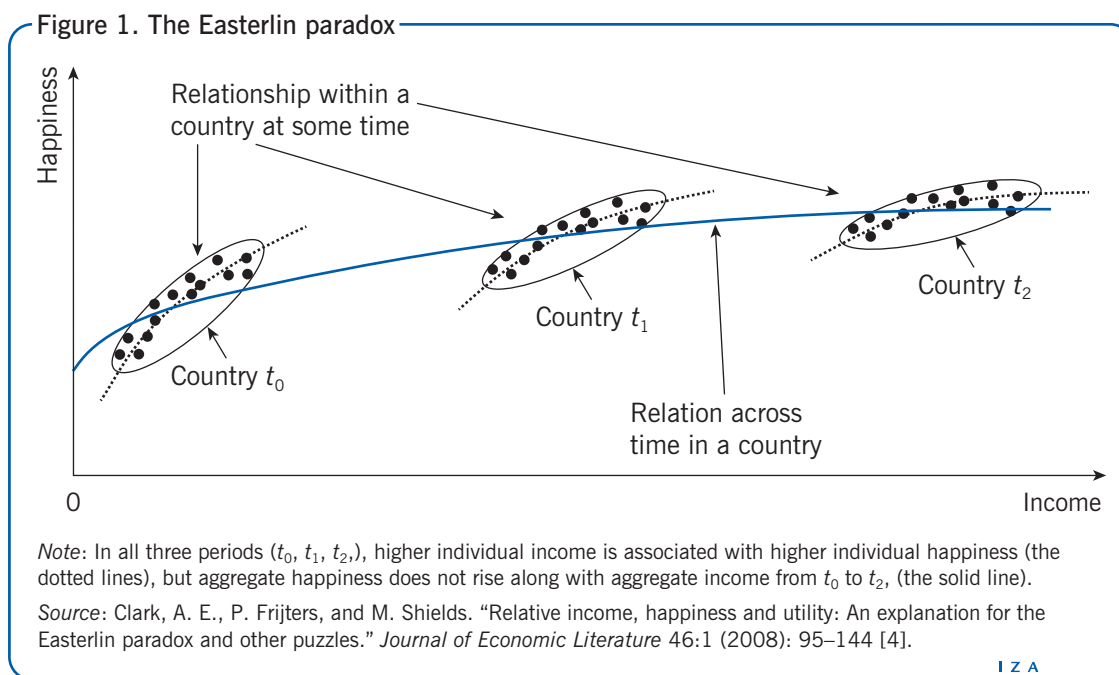 Figure 1. The Easterlin paradox
Happiness
Relationship within a
country at some time
Country t0
Country t1
Country t2
Relation across
time in a country
0
Income
Note: In all three periods (t0, t1, t2,), higher individual income is associated with higher individual happiness (the
dotted lines), but aggregate happiness does not rise along with aggregate income from t0 to t2, (the solid line).
Source: Clark, A. E., P. Frijters, and M. Shields. “Relative income, happiness and utility: An explanation for the
Easterlin paradox and other puzzles.” Journal of Economic Literature 46:1 (2008): 95–144 [4].
I Z A